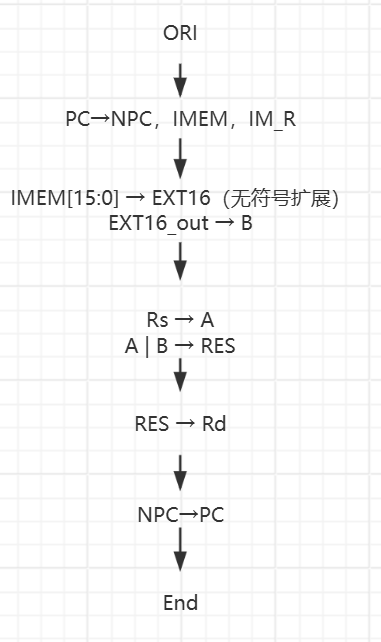 ORI
PC→NPC，IMEM，IM_R
IMEM[15:0] → EXT16（无符号扩展）
EXT16_out → B
Rs → A
A | B → RES
RES → Rd
NPC→PC
End